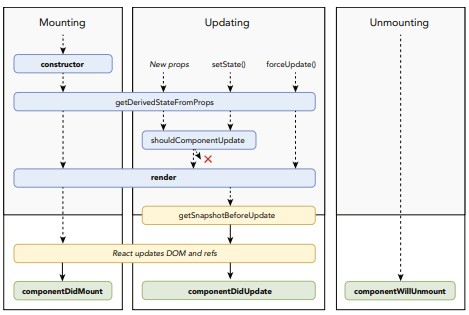 Mounting
Updating
Unmounting
constructor
New props
setState()
forceUpdate()
getDerivedStateFromProps
shouldComponentUpdate
render
getSnapshotBeforeUpdate
React updates DOM and refs
componentDidMount
componentDidUpdate
componentWillUnmount